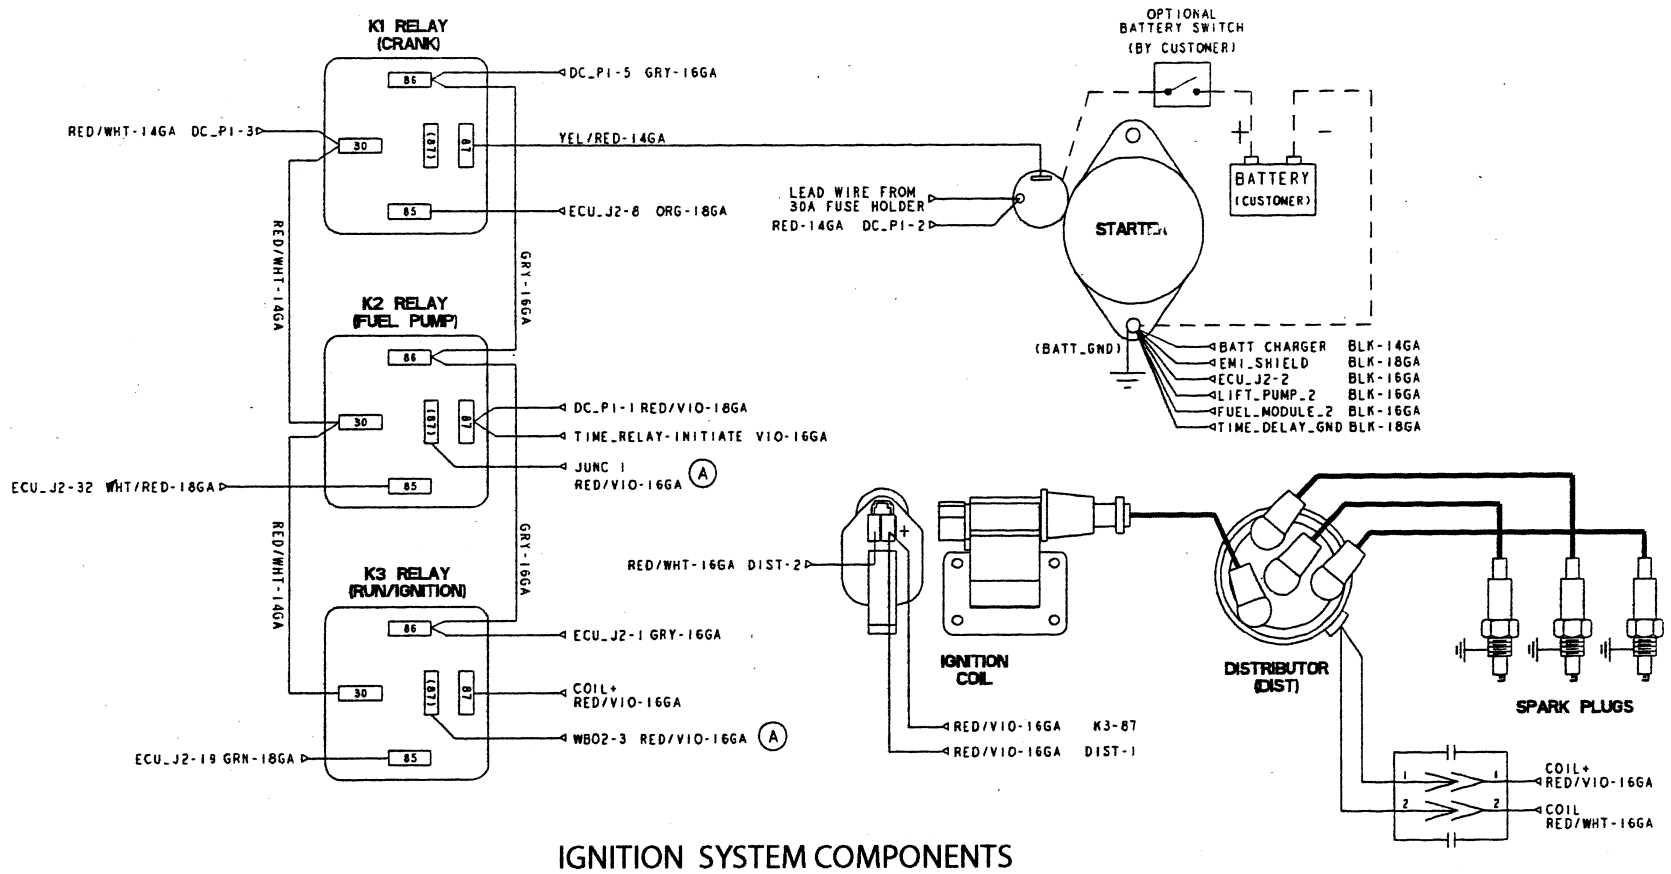 K1 RELAY
(CRANK)
86
DC_P1-5 GRY-16GA
RED/WHT-14GA DC_P1-3
30
(87)
87
YEL/RED-14GA
85
ECU_J2-8 ORG-18GA
RED/WHT-14GA
GRY-16GA
OPTIONAL
BATTERY SWITCH
(BY CUSTOMER)
+
-
BATTERY
(CUSTOMER)
LEAD WIRE FROM
30A FUSE HOLDER
RED-14GA DC_P1-2
STARTER
(BATT_GND)
BATT CHARGER BLK-14GA
EMI_SHIELD BLK-18GA
ECU_J2-2 BLK-16GA
LIFT_PUMP_2 BLK-16GA
FUEL_MODULE_2 BLK-16GA
TIME_DELAY_GND BLK-18GA
K2 RELAY
(FUEL PUMP)
86
30
(87)
87
DC_P1-1 RED/VIO-18GA
TIME_RELAY-INITIATE VIO-16GA
JUNC 1
RED/VIO-16GA
A
ECU_J2-32 WHT/RED-18GA
85
RED/WHT-14GA
GRY-16GA
K3 RELAY
(RUN/IGNITION)
86
ECU_J2-1 GRY-16GA
30
(87)
87
COIL+
RED/VIO-16GA
WBO2-3 RED/VIO-16GA
A
ECU_J2-19 GRN-18GA
85
+
RED/WHT-16GA DIST-2
IGNITION
COIL
RED/VIO-16GA K3-87
RED/VIO-16GA DIST-1
DISTRIBUTOR
(DIST)
SPARK PLUGS
1
1
COIL+
RED/VIO-16GA
2
2
COIL
RED/WHT-16GA
IGNITION SYSTEM COMPONENTS